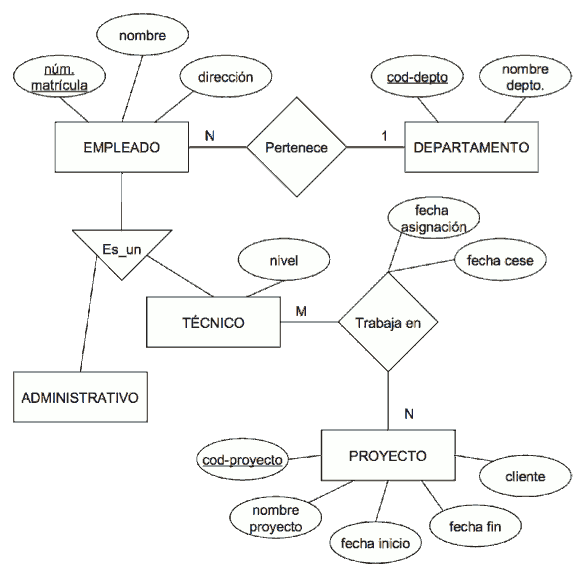 nombre
núm.
matrícula
dirección
cod-depto
nombre
depto.
EMPLEADO
N
Pertenece
1
DEPARTAMENTO
fecha
asignación
Es_un
nivel
fecha cese
TÉCNICO
M
Trabaja en
ADMINISTRATIVO
N
cod-proyecto
PROYECTO
cliente
nombre
proyecto
fecha inicio
fecha fin